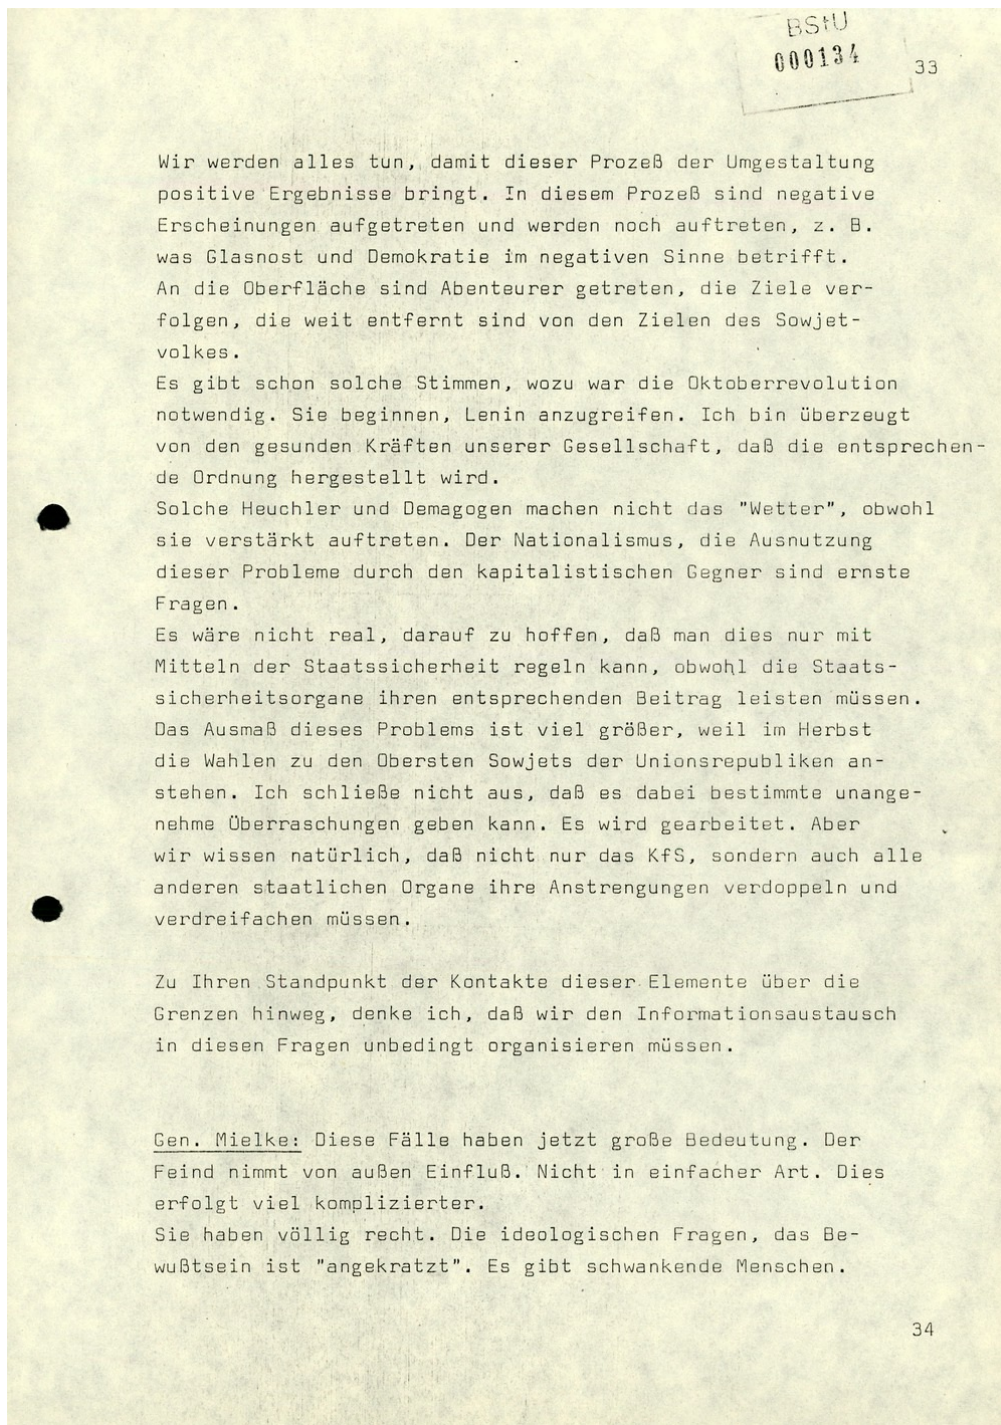 BStU
000134
33
Wir werden alles tun, damit dieser Prozeß der Umgestaltung
positive Ergebnisse bringt. In diesem Prozeß sind negative
Erscheinungen aufgetreten und werden noch auftreten, z. B.
was Glasnost und Demokratie im negativen Sinne betrifft.
An die Oberfläche sind Abenteurer getreten, die Ziele ver-
folgen, die weit entfernt sind von den Zielen des Sowjet-
volkes.
Es gibt schon solche Stimmen, wozu war die Oktoberrevolution
notwendig. Sie beginnen, Lenin anzugreifen. Ich bin überzeugt
von den gesunden Kräften unserer Gesellschaft, daß die entsprechen-
de Ordnung hergestellt wird.
Solche Heuchler und Demagogen machen nicht das "Wetter", obwohl
sie verstärkt auftreten. Der Nationalismus, die Ausnutzung
dieser Probleme durch den kapitalistischen Gegner sind ernste
Fragen.
Es wäre nicht real, darauf zu hoffen, daß man dies nur mit
Mitteln der Staatssicherheit regeln kann, obwohl die Staats-
sicherheitsorgane ihren entsprechenden Beitrag leisten müssen.
Das Ausmaß dieses Problems ist viel größer, weil im Herbst
die Wahlen zu den Obersten Sowjets der Unionsrepubliken an-
stehen. Ich schließe nicht aus, daß es dabei bestimmte unange-
nehme Überraschungen geben kann. Es wird gearbeitet. Aber
wir wissen natürlich, daß nicht nur das KfS, sondern auch alle
anderen staatlichen Organe ihre Anstrengungen verdoppeln und
verdreifachen müssen.
Zu Ihren Standpunkt der Kontakte dieser Elemente über die
Grenzen hinweg, denke ich, daß wir den Informationsaustausch
in diesen Fragen unbedingt organisieren müssen.
Gen. Mielke: Diese Fälle haben jetzt große Bedeutung. Der
Feind nimmt von außen Einfluß. Nicht in einfacher Art. Dies
erfolgt viel komplizierter.
Sie haben völlig recht. Die ideologischen Fragen, das Be-
wußtsein ist "angekratzt". Es gibt schwankende Menschen.
34